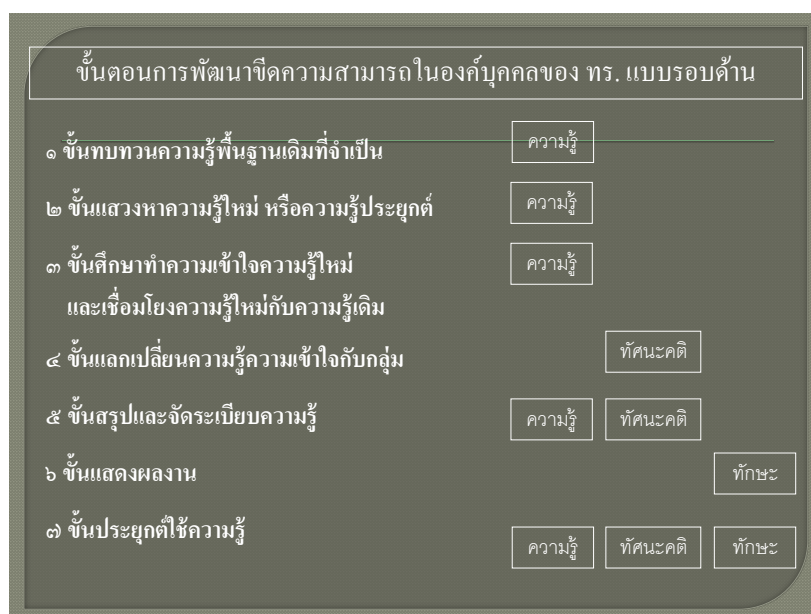 ขั้นตอนการพัฒนาขีดความสามารถในองค์บุคคลของ ทร. แบบรอบด้าน
๑ ขั้นทบทวนความรู้พื้นฐานเดิมที่จำเป็น ความรู้
๒ ขั้นแสวงหาความรู้ใหม่ หรือความรู้ประยุกต์ ความรู้
๓ ขั้นศึกษาทำความเข้าใจความรู้ใหม่ ความรู้
และเชื่อมโยงความรู้ใหม่กับความรู้เดิม
๔ ขั้นแลกเปลี่ยนความรู้ความเข้าใจกับกลุ่ม ทัศนะคติ
๕ ขั้นสรุปและจัดระเบียบความรู้ ความรู้ ทัศนะคติ
๖ ขั้นแสดงผลงาน ทักษะ
๗ ขั้นประยุกต์ใช้ความรู้ ความรู้ ทัศนะคติ ทักษะ